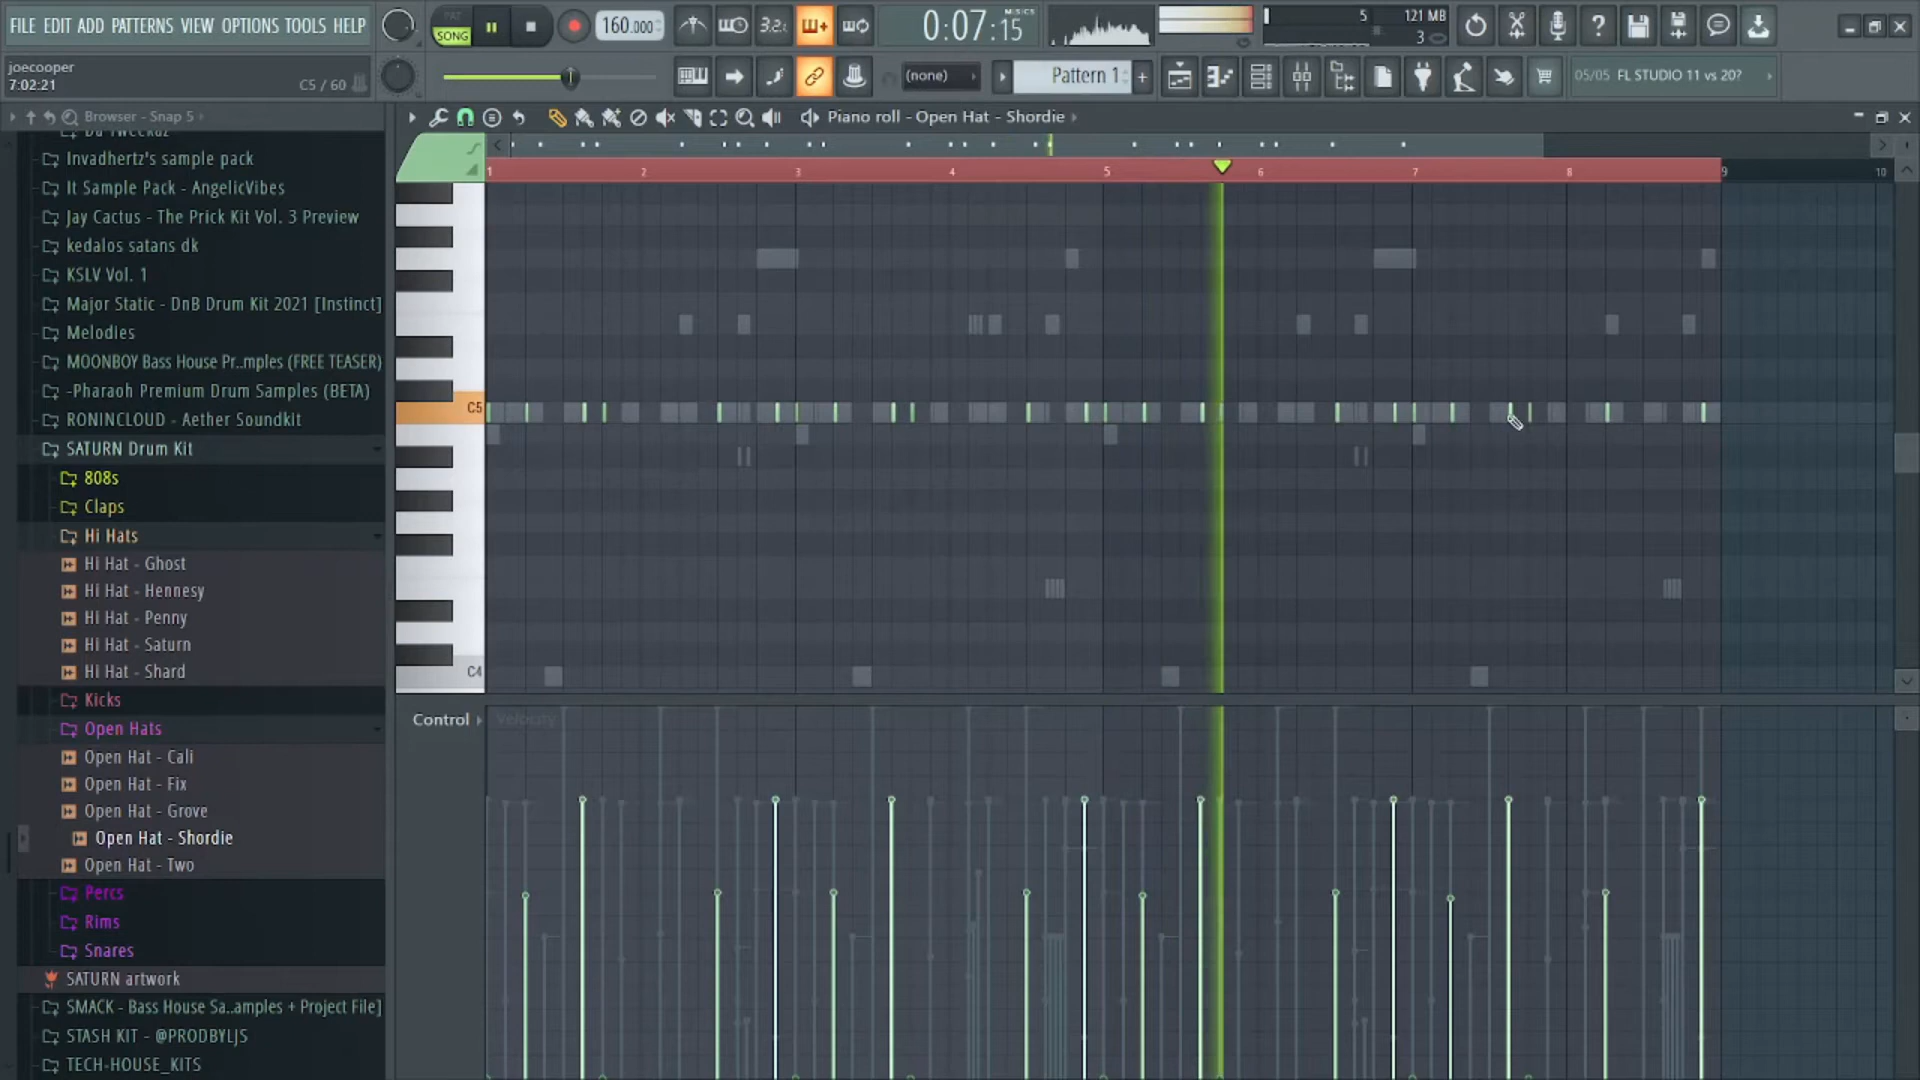 FILE EDIT ADD PATTERNS VIEW OPTIONS TOOLS HELP
PAT
SONG
160.000
3.2
0:07:15
M:S:CS
5
121 MB
3
joecooper
7:02:21
C5 / 60
(none)
Pattern 1
05/05 FL STUDIO 11 vs 20?
Browser - Snap 5
Piano roll - Open Hat - Shordie
Da Tweekaz
Invadhertz's sample pack
It Sample Pack - AngelicVibes
Jay Cactus - The Prick Kit Vol. 3 Preview
kedalos satans dk
KSLV Vol. 1
Major Static - DnB Drum Kit 2021 [Instinct]
Melodies
MOONBOY Bass House Pr..mples (FREE TEASER)
-Pharaoh Premium Drum Samples (BETA)
RONINCLOUD - Aether Soundkit
SATURN Drum Kit
808s
Claps
Hi Hats
Hi Hat - Ghost
Hi Hat - Hennesy
Hi Hat - Penny
Hi Hat - Saturn
Hi Hat - Shard
Kicks
Open Hats
Open Hat - Cali
Open Hat - Fix
Open Hat - Grove
Open Hat - Shordie
Open Hat - Two
Percs
Rims
Snares
SATURN artwork
SMACK - Bass House Sa..amples + Project File]
STASH KIT - @PRODBYLJS
TECH-HOUSE_KITS
1 2 3 4 5 6 7 8 9 10
C5
C4
Control
Velocity